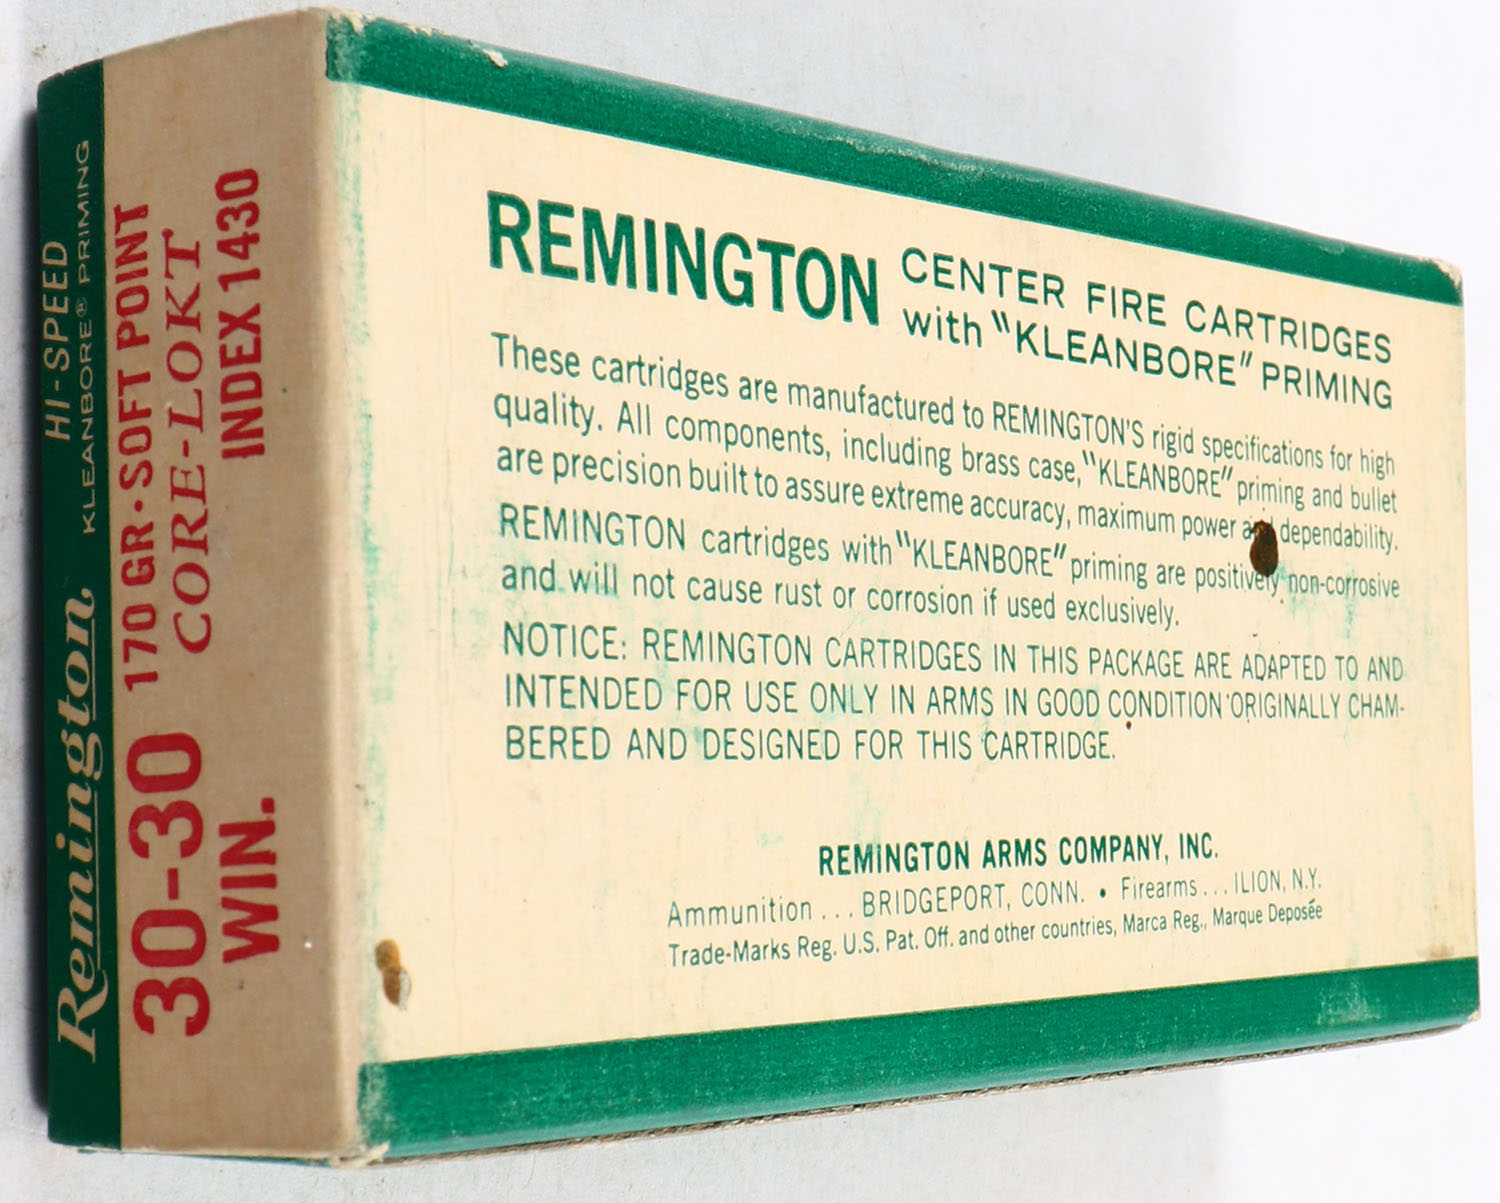 Remington HI-SPEED
KLEANBORE® PRIMING
30-30 170 GR·SOFT POINT
CORE-LOKT
WIN. INDEX 1430
REMINGTON CENTER FIRE CARTRIDGES
with "KLEANBORE" PRIMING
These cartridges are manufactured to REMINGTON'S rigid specifications for high
quality. All components, including brass case, "KLEANBORE" priming and bullet
are precision built to assure extreme accuracy, maximum power and dependability.
REMINGTON cartridges with "KLEANBORE" priming are positively non-corrosive
and will not cause rust or corrosion if used exclusively.
NOTICE: REMINGTON CARTRIDGES IN THIS PACKAGE ARE ADAPTED TO AND
INTENDED FOR USE ONLY IN ARMS IN GOOD CONDITION ORIGINALLY CHAM-
BERED AND DESIGNED FOR THIS CARTRIDGE.
REMINGTON ARMS COMPANY, INC.
Ammunition ... BRIDGEPORT, CONN. • Firearms ... ILION, N.Y.
Trade-Marks Reg. U.S. Pat. Off. and other countries, Marca Reg., Marque Deposée